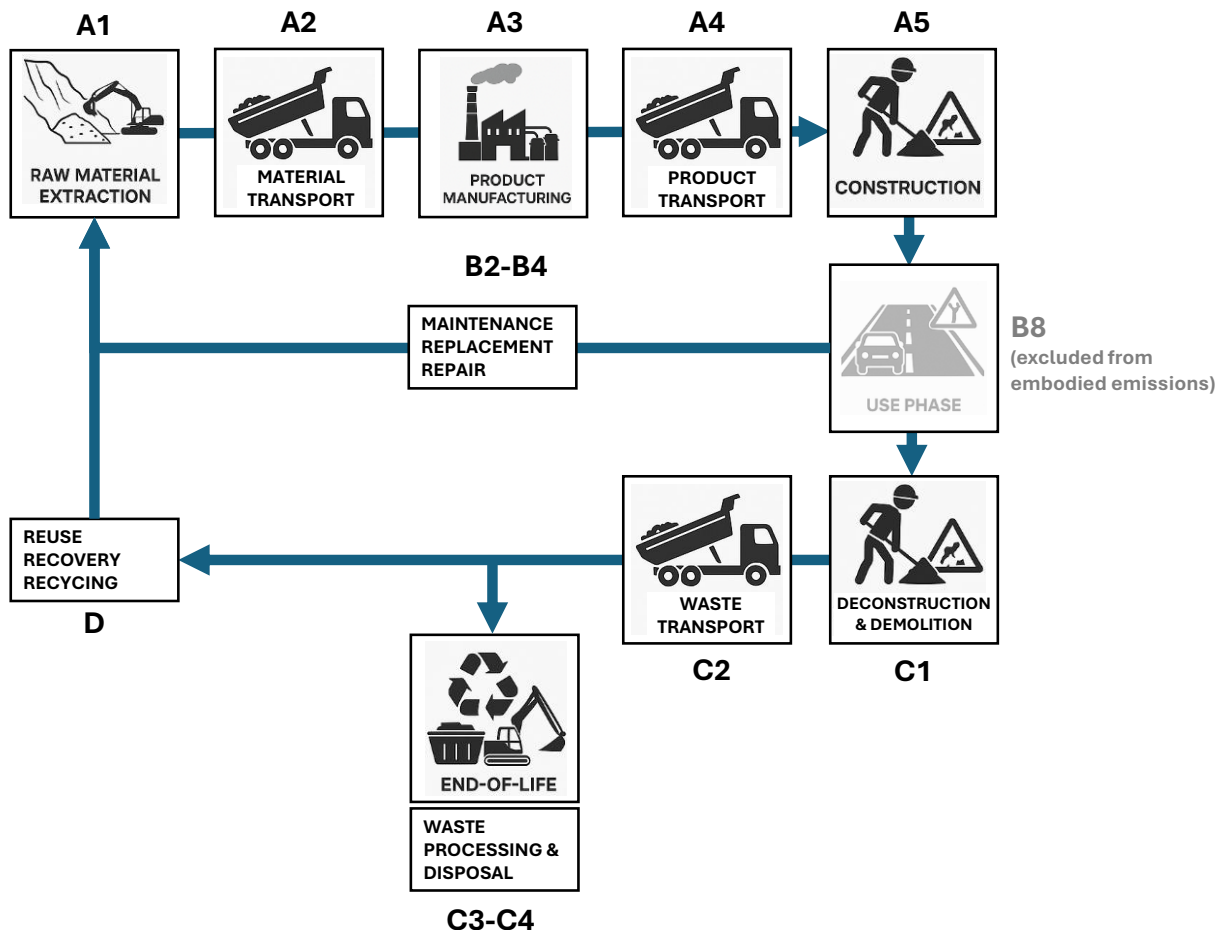 A1
A2
A3
A4
A5
RAW MATERIAL
EXTRACTION
MATERIAL
TRANSPORT
PRODUCT
MANUFACTURING
PRODUCT
TRANSPORT
CONSTRUCTION
B2-B4
MAINTENANCE
REPLACEMENT
REPAIR
USE PHASE
B8
(excluded from
embodied emissions)
REUSE
RECOVERY
RECYCING
D
WASTE
TRANSPORT
C2
DECONSTRUCTION
& DEMOLITION
C1
END-OF-LIFE
WASTE
PROCESSING &
DISPOSAL
C3-C4